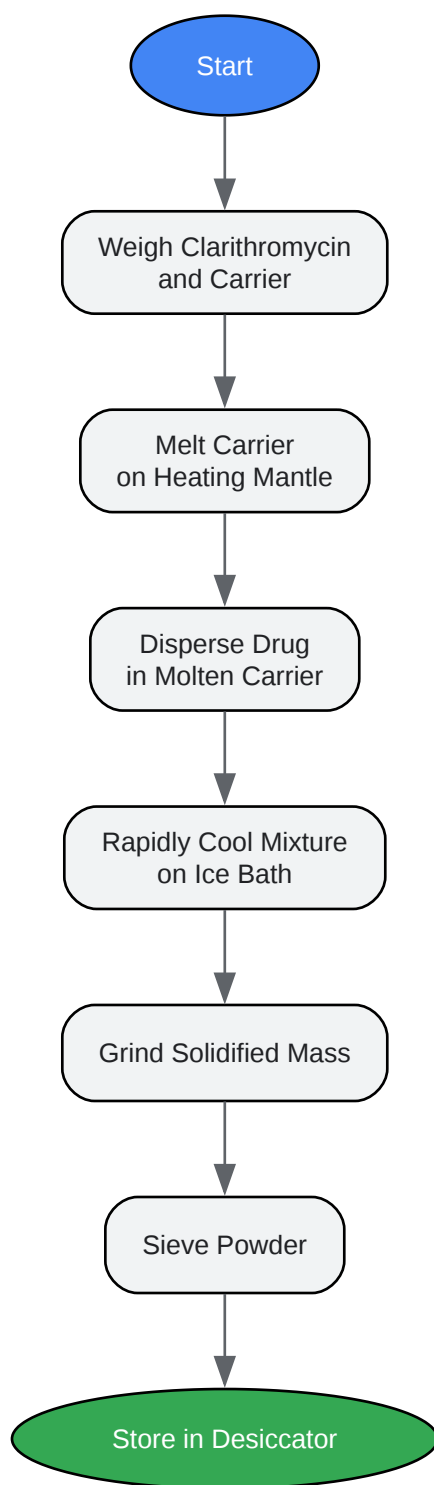 Start
Weigh Clarithromycin
and Carrier
Melt Carrier
on Heating Mantle
Disperse Drug
in Molten Carrier
Rapidly Cool Mixture
on Ice Bath
Grind Solidified Mass
Sieve Powder
Store in Desiccator